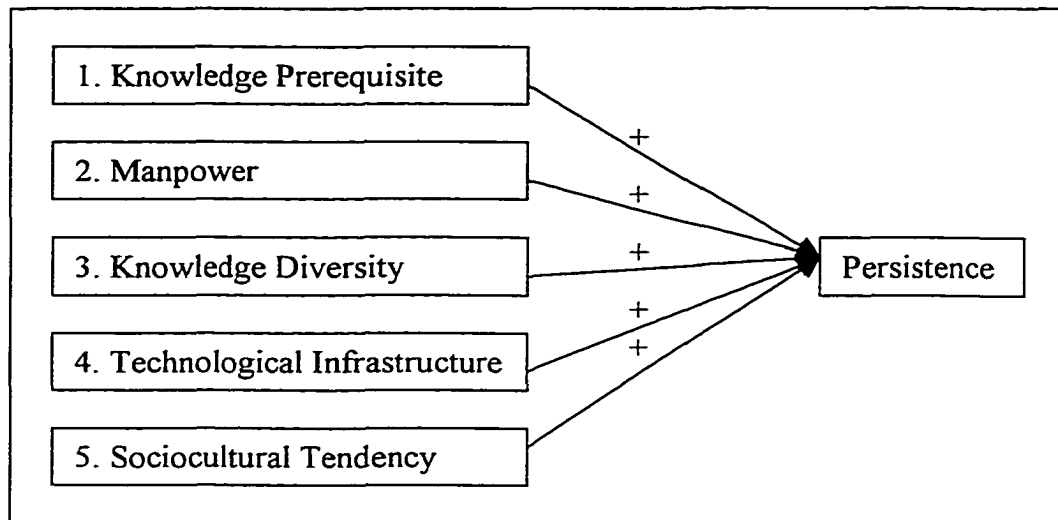 1. Knowledge Prerequisite
+
2. Manpower
+
3. Knowledge Diversity
+
Persistence
4. Technological Infrastructure
+
+
5. Sociocultural Tendency